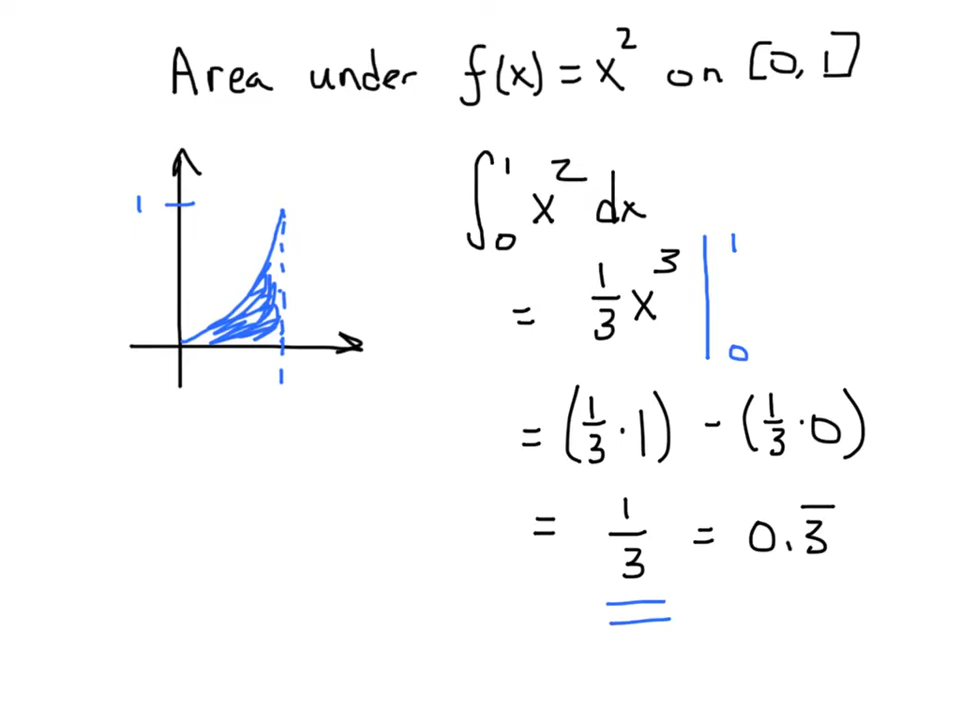 Area under f(x) = x² on [0, 1]
1
1
∫₀¹ x² dx
= 1/3 x³ |₀¹
= (1/3 · 1) - (1/3 · 0)
= 1/3 = 0.3̅